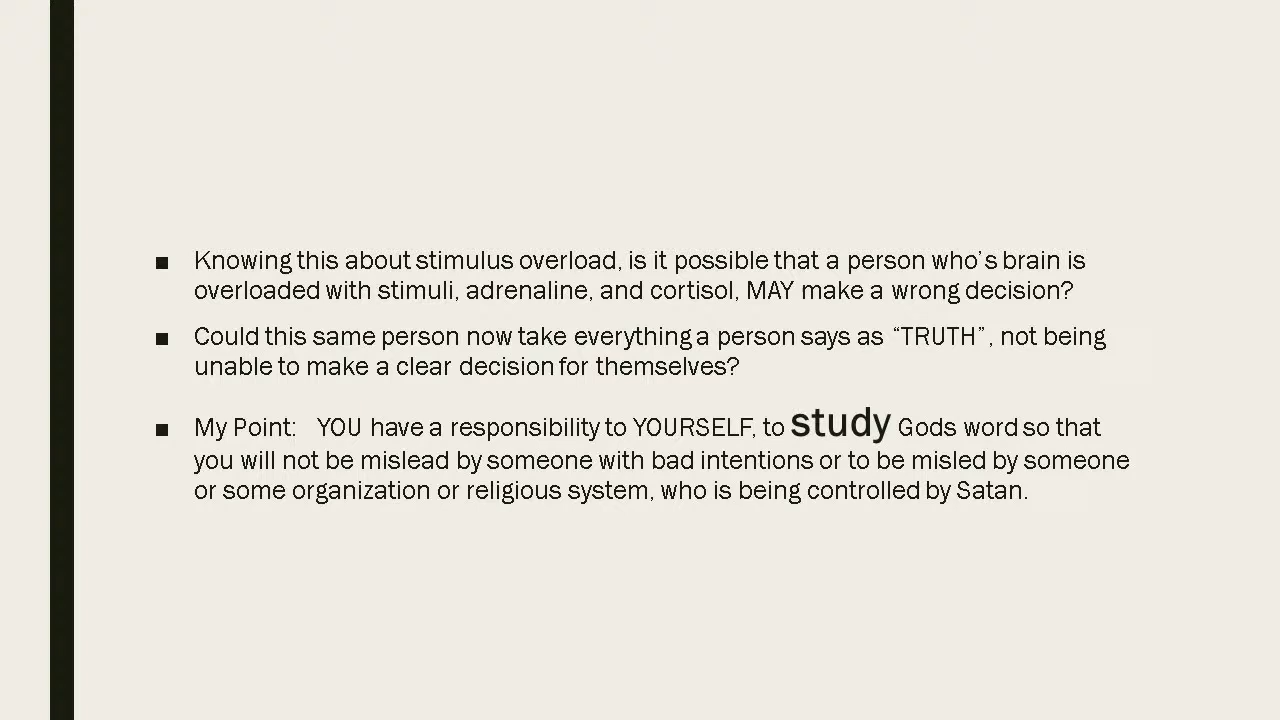 ■ Knowing this about stimulus overload, is it possible that a person who's brain is
overloaded with stimuli, adrenaline, and cortisol, MAY make a wrong decision?
■ Could this same person now take everything a person says as “TRUTH”, not being
unable to make a clear decision for themselves?
■ My Point: YOU have a responsibility to YOURSELF, to study Gods word so that
you will not be mislead by someone with bad intentions or to be misled by someone
or some organization or religious system, who is being controlled by Satan.